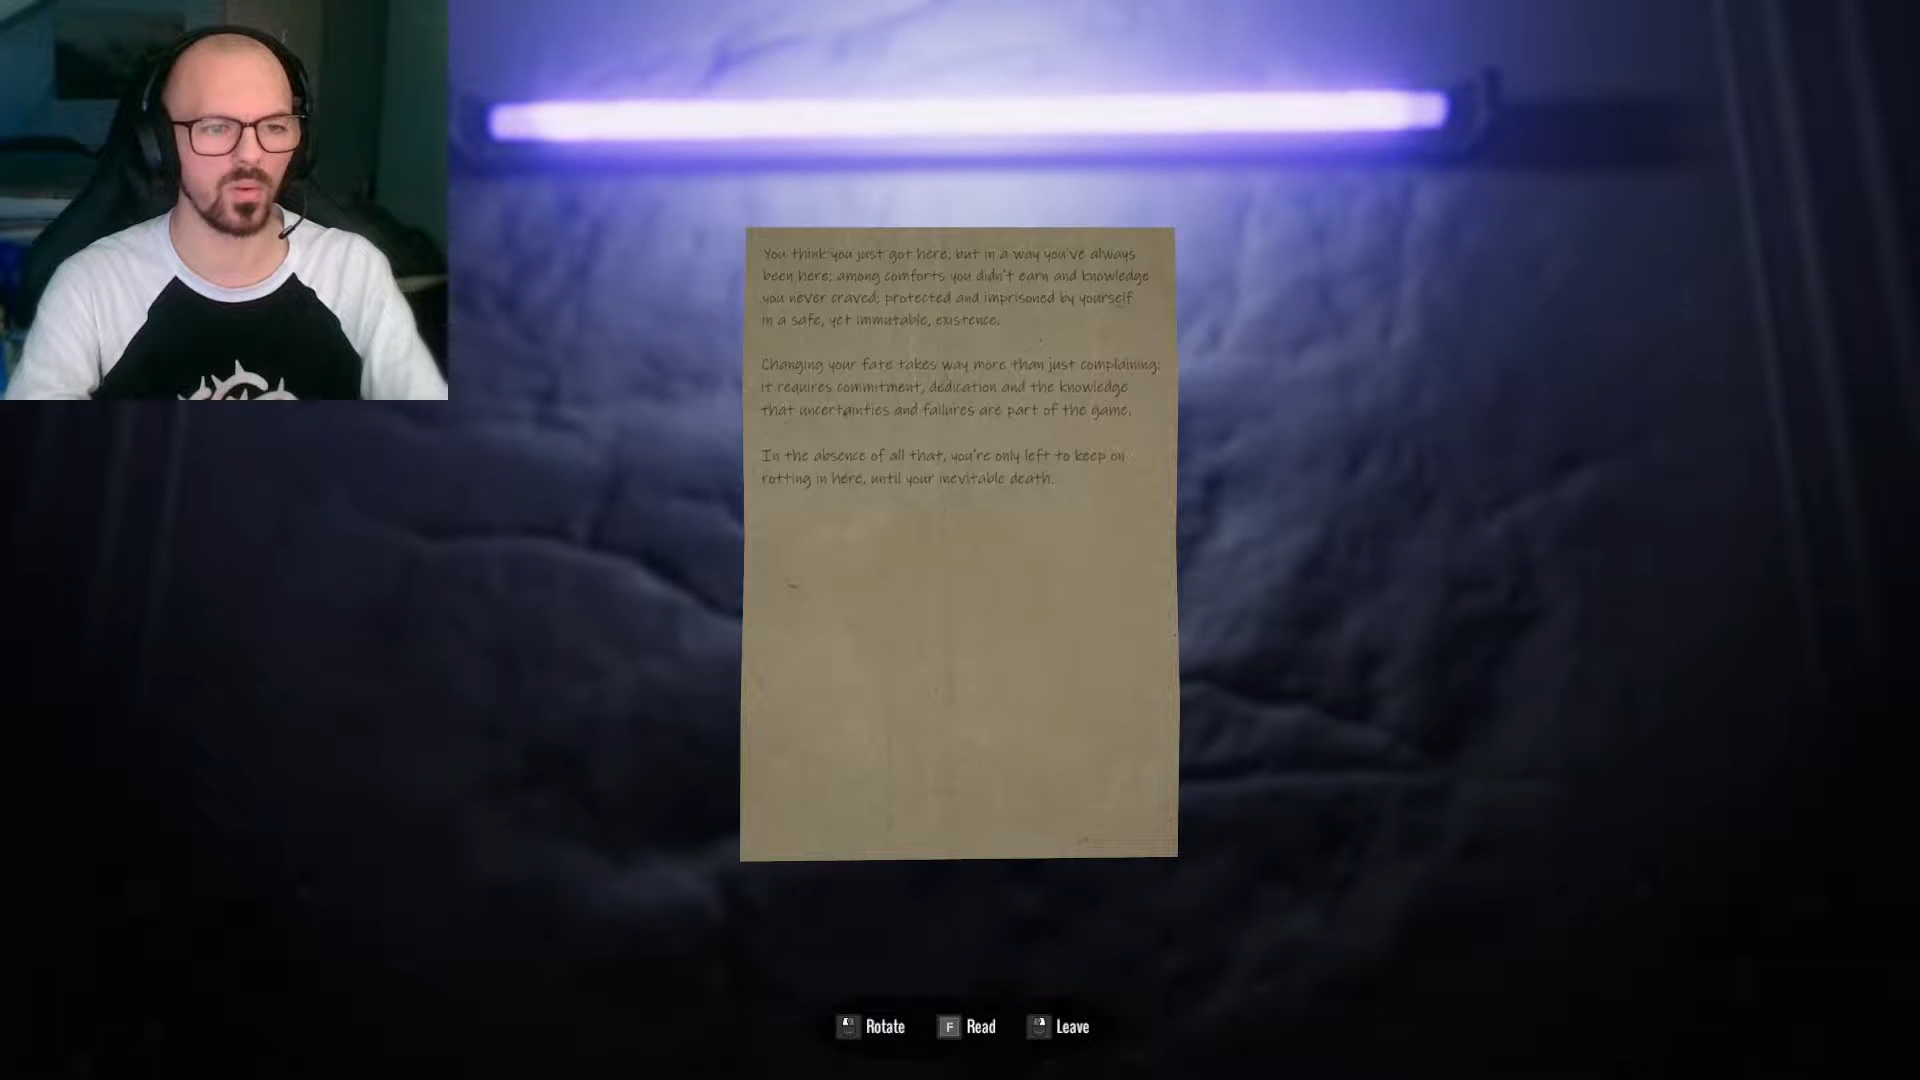 You think you just got here, but in a way you've always
been here: among comforts you didn't earn and knowledge
you never craved; protected and imprisoned by yourself
in a safe, yet immutable, existence.
Changing your fate takes way more than just complaining:
it requires commitment, dedication and the knowledge
that uncertainties and failures are part of the game.
In the absence of all that, you're only left to keep on
rotting in here, until your inevitable death.
Rotate F Read Leave